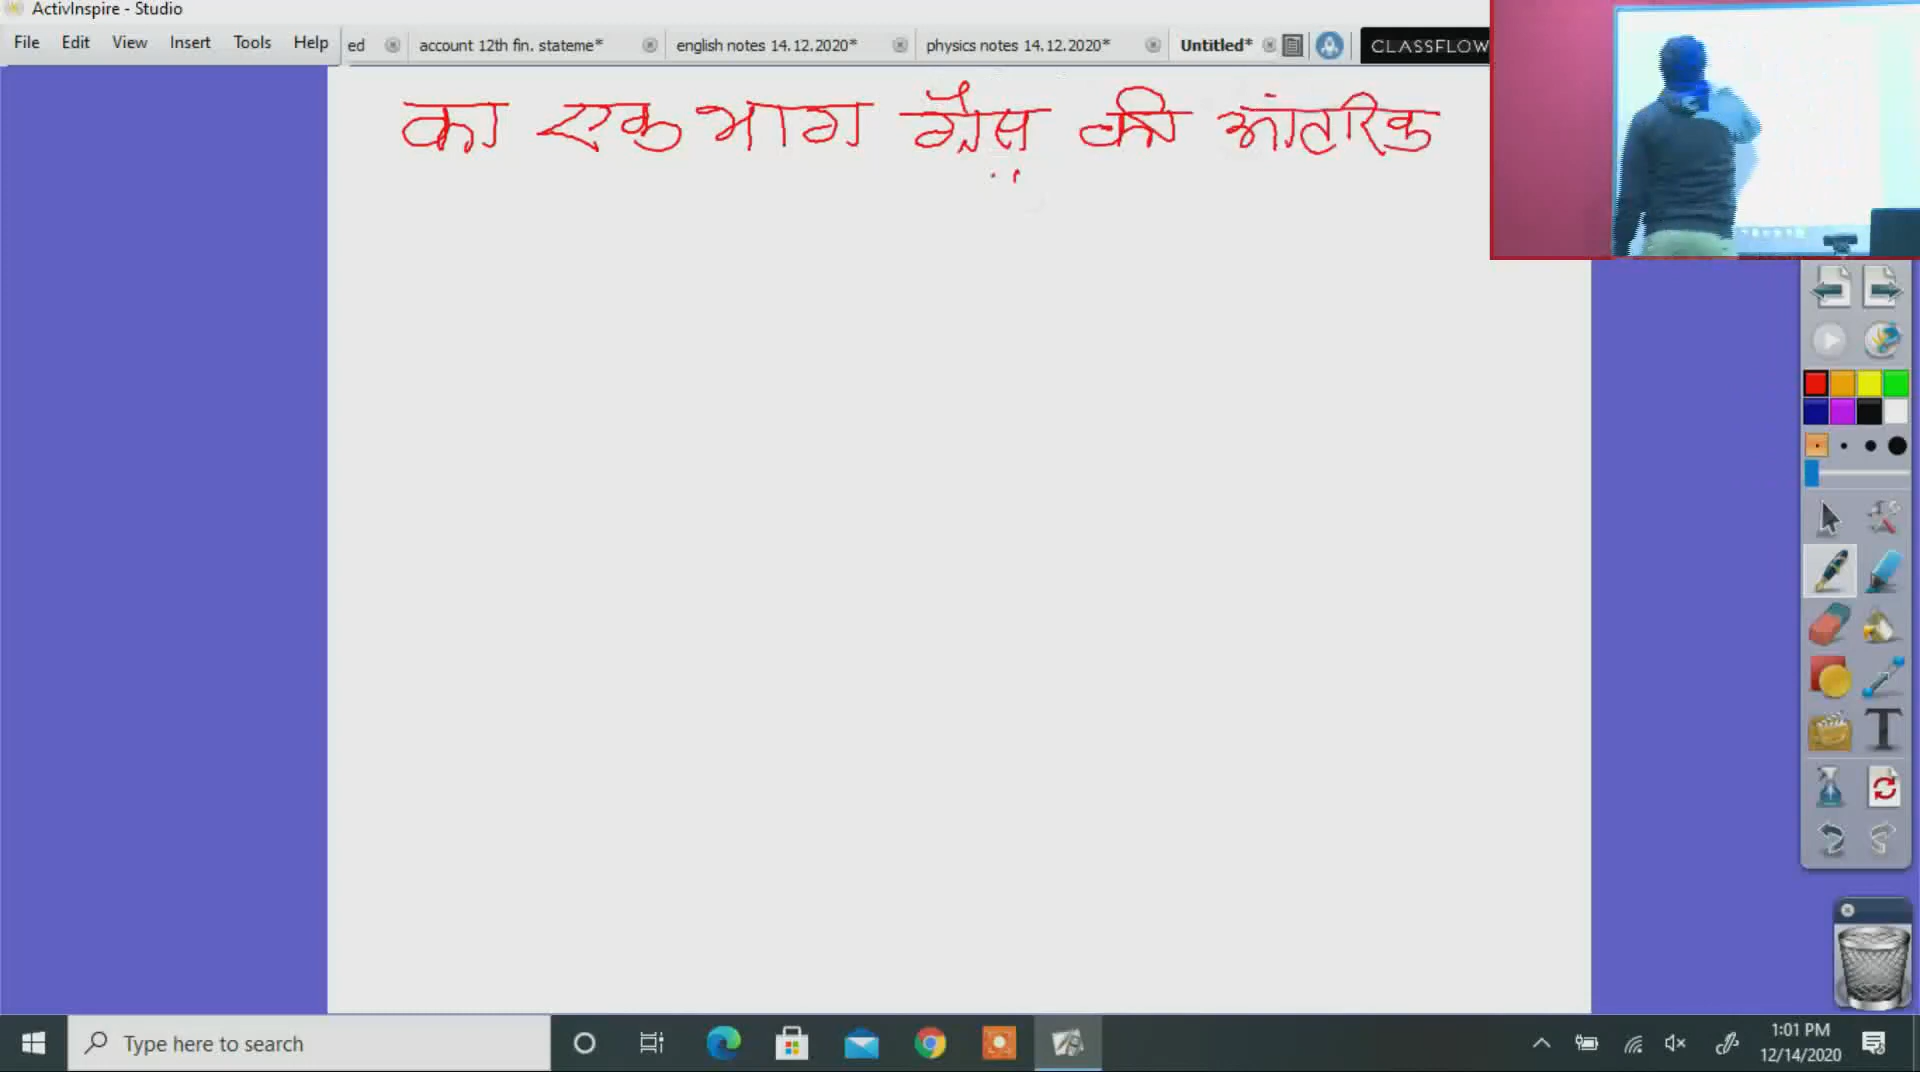 ActivInspire - Studio
File Edit View Insert Tools Help ed account 12th fin. stateme* english notes 14.12.2020* physics notes 14.12.2020* Untitled* CLASSFLOW
का एक भाग गैस की आंतरिक
T
Type here to search
1:01 PM
12/14/2020